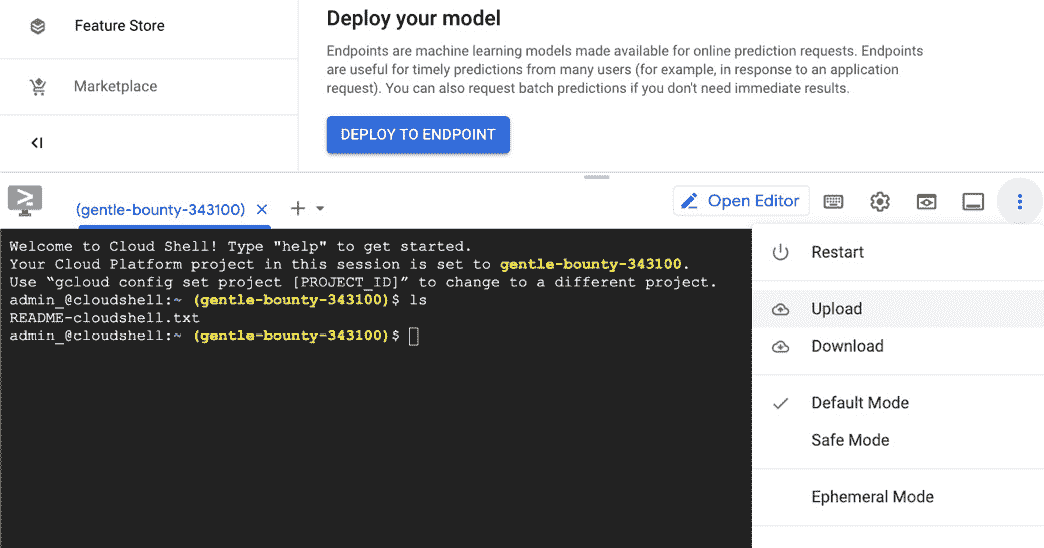 Feature Store
Marketplace
Deploy your model
Endpoints are machine learning models made available for online prediction requests. Endpoints
are useful for timely predictions from many users (for example, in response to an application
request). You can also request batch predictions if you don't need immediate results.
DEPLOY TO ENDPOINT
(gentle-bounty-343100)
Open Editor
Welcome to Cloud Shell! Type "help" to get started.
Your Cloud Platform project in this session is set to gentle-bounty-343100.
Use “gcloud config set project [PROJECT_ID]” to change to a different project.
admin_@cloudshell:~ (gentle-bounty-343100)$ ls
README-cloudshell.txt
admin_@cloudshell:~ (gentle-bounty-343100)$
Restart
Upload
Download
Default Mode
Safe Mode
Ephemeral Mode